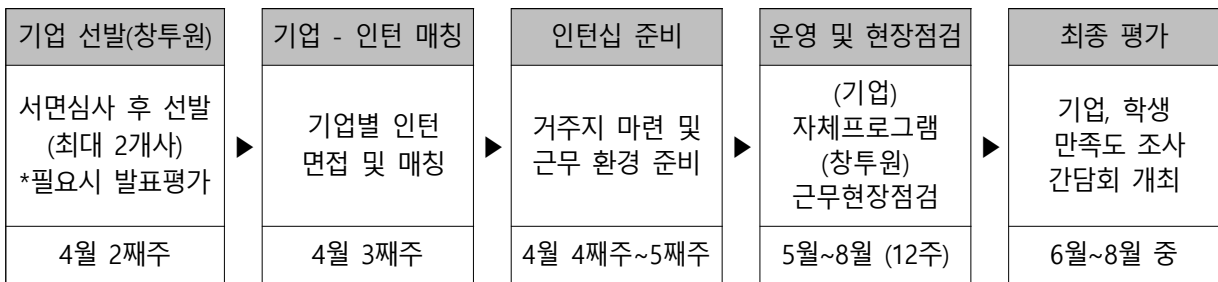 기업 선발(창투원)
서면심사 후 선발
(최대 2개사)
*필요시 발표평가
4월 2째주
▶
기업 - 인턴 매칭
기업별 인턴
면접 및 매칭
4월 3째주
▶
인턴십 준비
거주지 마련 및
근무 환경 준비
4월 4째주~5째주
▶
운영 및 현장점검
(기업)
자체프로그램
(창투원)
근무현장점검
5월~8월 (12주)
▶
최종 평가
기업, 학생
만족도 조사
간담회 개최
6월~8월 중